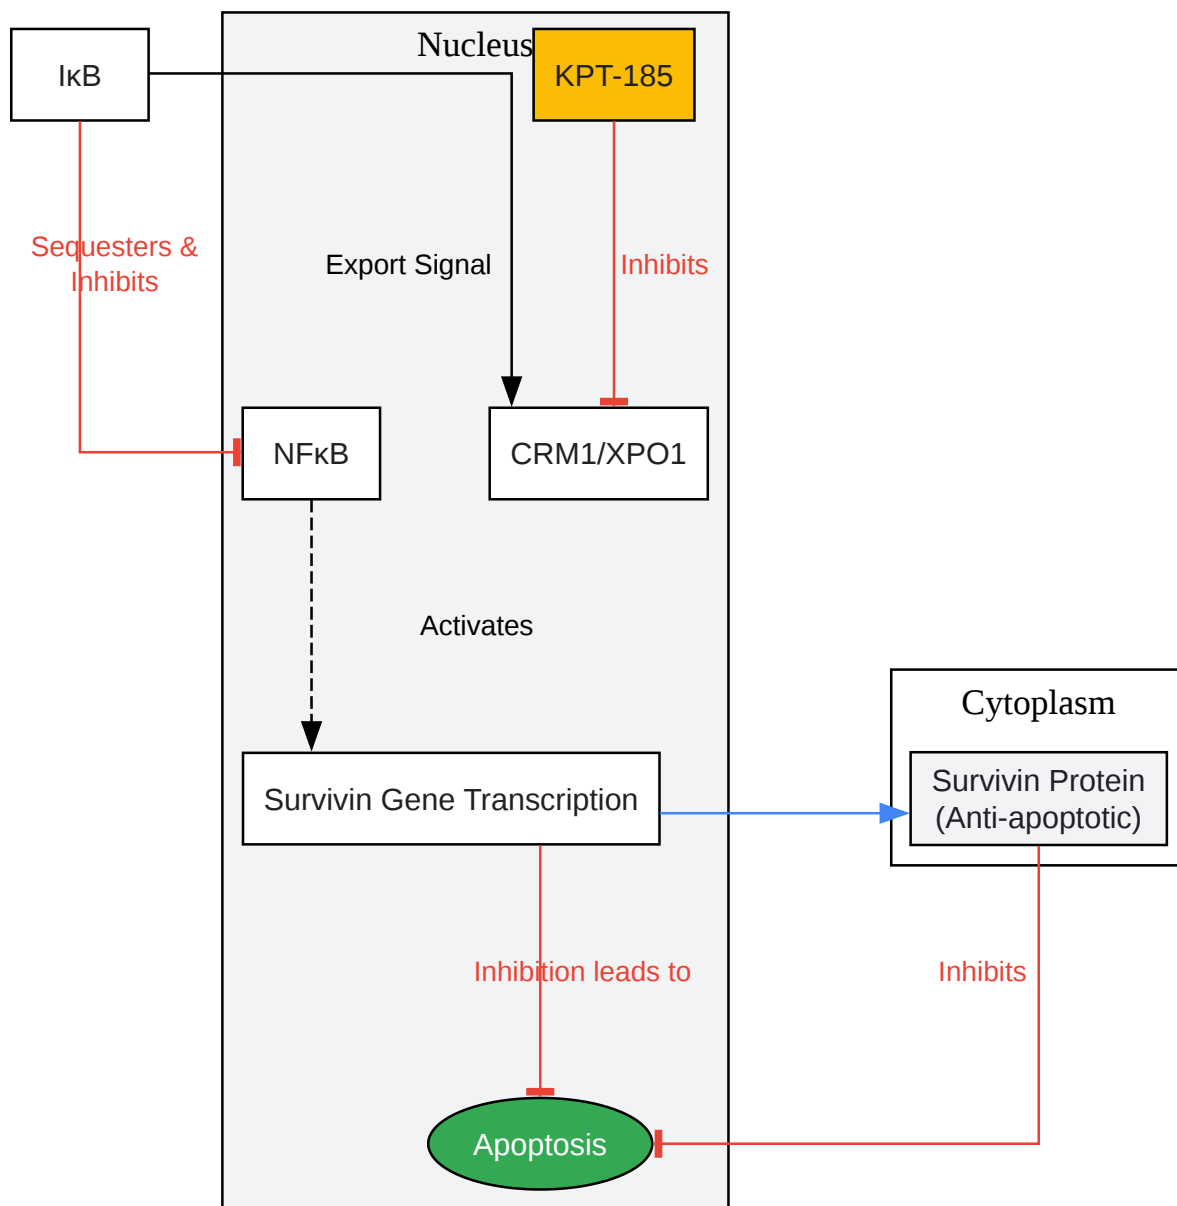 Nucleus
IκB
KPT-185
Sequesters &
Inhibits
Export Signal
Inhibits
NFκB
CRM1/XPO1
Activates
Cytoplasm
Survivin Gene Transcription
Survivin Protein
(Anti-apoptotic)
Inhibition leads to
Inhibits
Apoptosis